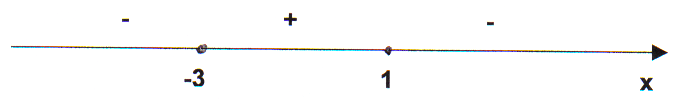 - + -
-3 1 x